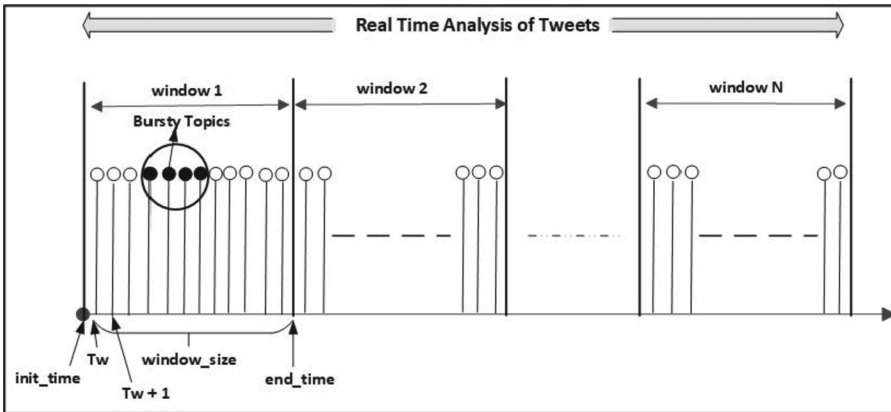 Real Time Analysis of Tweets
window 1
window 2
window N
Bursty Topics
Tw
window_size
init_time
end_time
Tw + 1